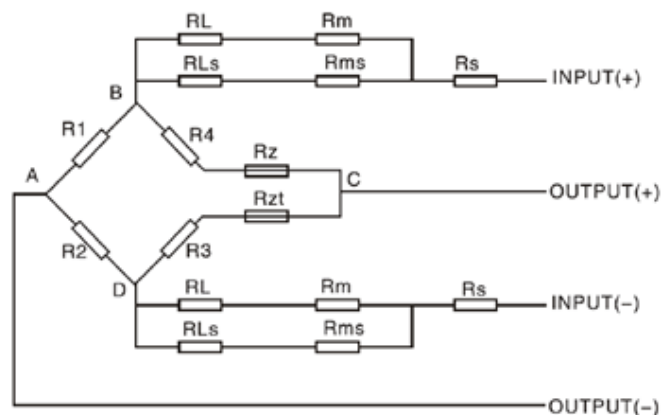 RL Rm
RLs Rms Rs INPUT(+)
B
R1 R4
Rz
A C
OUTPUT(+)
Rzt
R2 R3
D RL Rm Rs INPUT(−)
RLs Rms
OUTPUT(−)